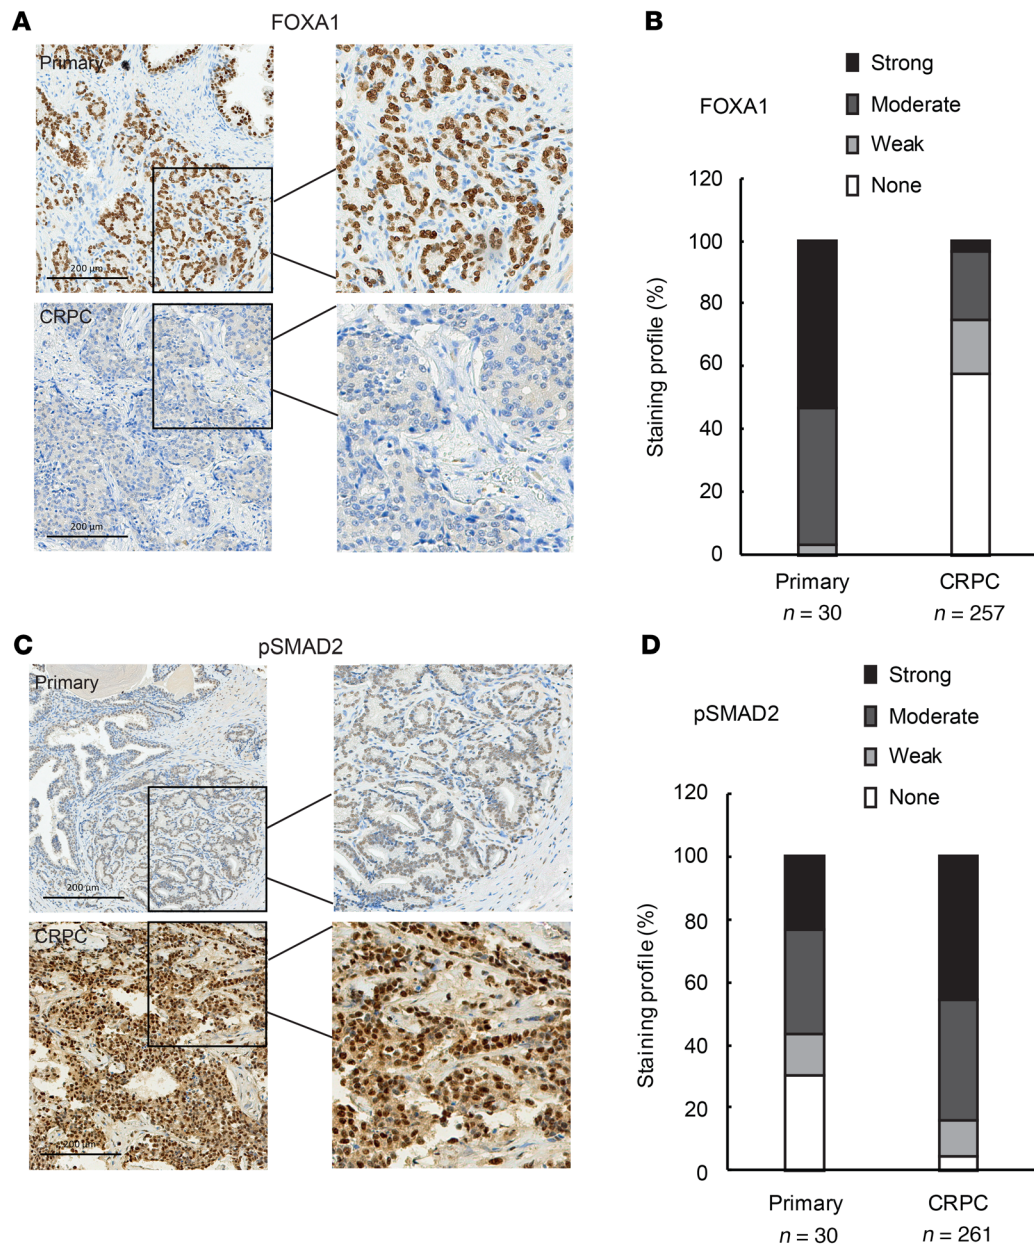 A
FOXA1
Primary
200 µm
CRPC
200 µm
B
FOXA1
Strong
Moderate
Weak
None
120
100
80
60
40
20
0
Staining profile (%)
Primary
CRPC
n = 30
n = 257
C
pSMAD2
Primary
200 µm
CRPC
200 µm
D
pSMAD2
Strong
Moderate
Weak
None
120
100
80
60
40
20
0
Staining profile (%)
Primary
CRPC
n = 30
n = 261